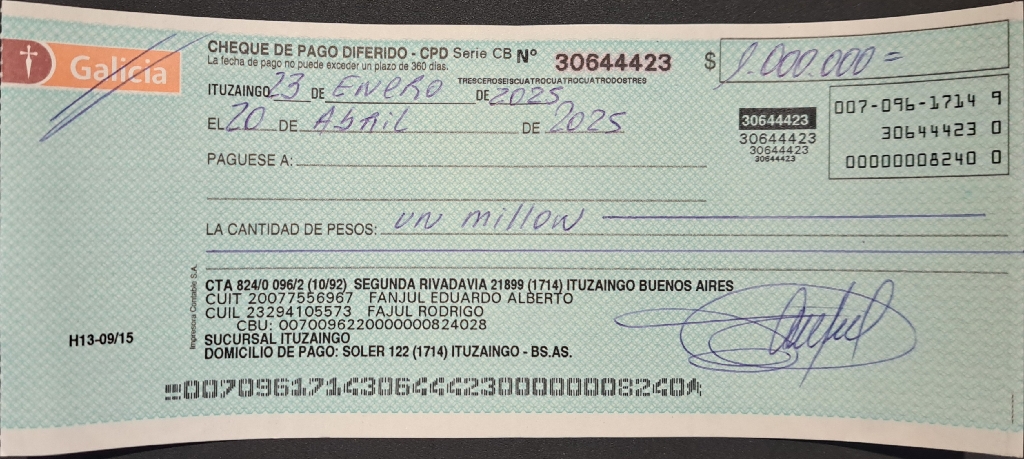 Galicia
CHEQUE DE PAGO DIFERIDO - CPD Serie CB Nº 30644423 $ 1.000.000=
La fecha de pago no puede exceder un plazo de 360 días.
TRESCEROSEISCUATROCUATROCUATRODOSTRES
ITUZAINGO 23 DE ENERO DE 2025
EL 20 DE ABRIL DE 2025
007-096-1714 9
30644423 0
00000008240 0
30644423
30644423
30644423
30644423
PAGUESE A:
LA CANTIDAD DE PESOS: un millon
CTA 824/0 096/2 (10/92) SEGUNDA RIVADAVIA 21899 (1714) ITUZAINGO BUENOS AIRES
CUIT 20077556967 FANJUL EDUARDO ALBERTO
CUIL 23294105573 FAJUL RODRIGO
CBU: 0070096220000000824028
SUCURSAL ITUZAINGO
DOMICILIO DE PAGO: SOLER 122 (1714) ITUZAINGO - BS.AS.
Impresora Contable S.A.
H13-09/15
00709617143064442300000008240